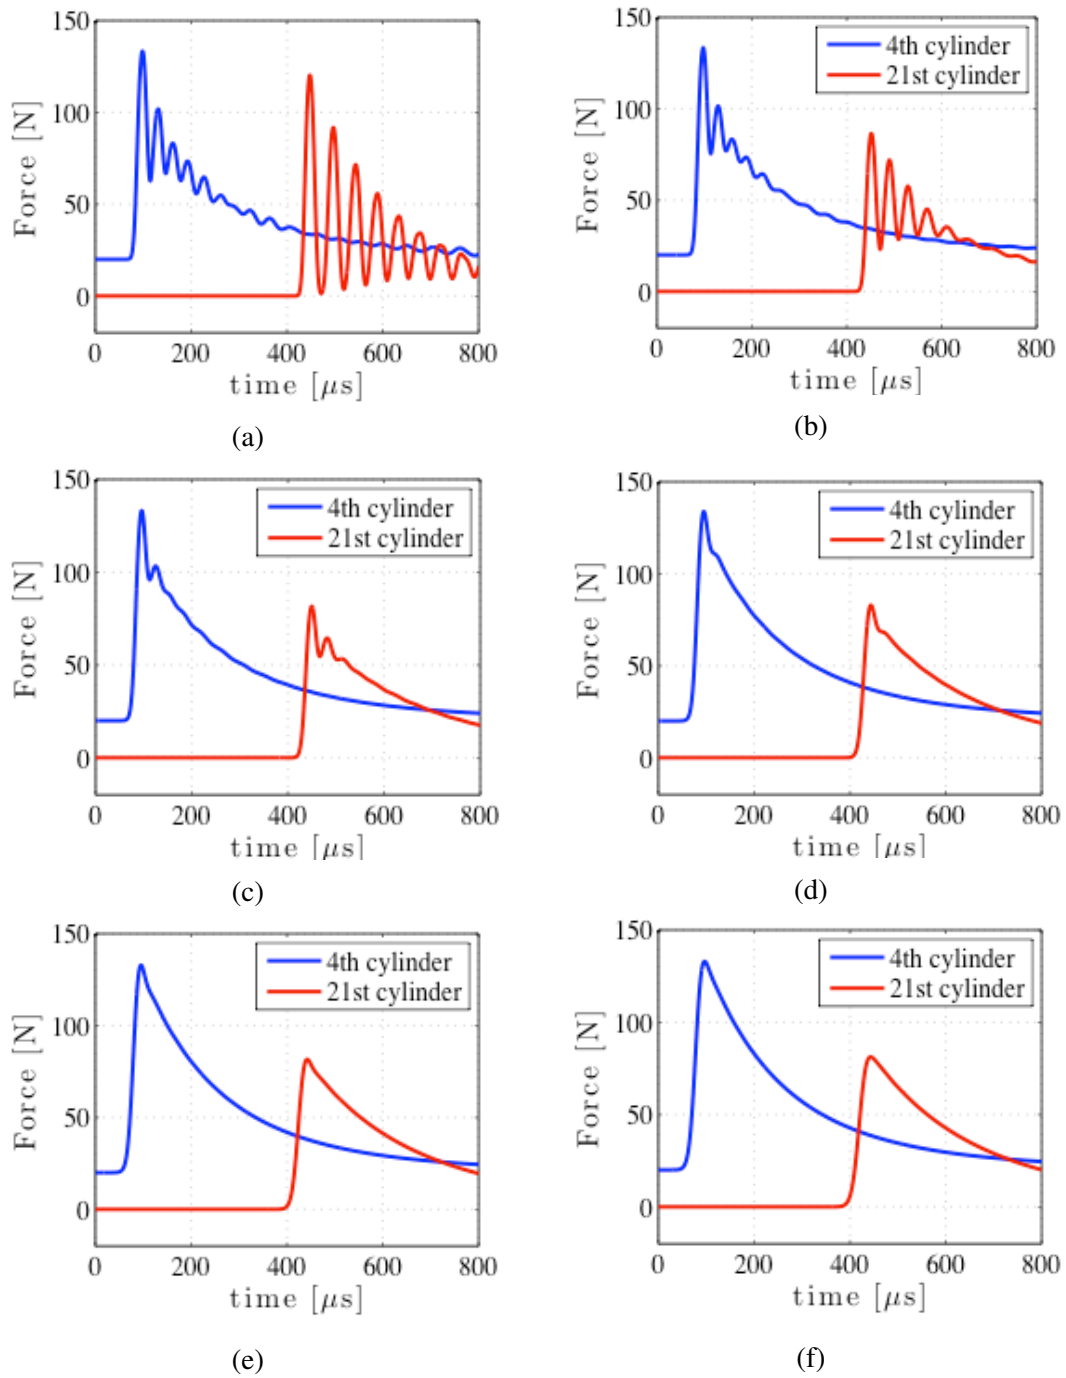 150
100
50
0
Force [N]
0 200 400 600 800
time [μs]
(a)
150
100
50
0
Force [N]
4th cylinder
21st cylinder
0 200 400 600 800
time [μs]
(b)
150
100
50
0
Force [N]
4th cylinder
21st cylinder
0 200 400 600 800
time [μs]
(c)
150
100
50
0
Force [N]
4th cylinder
21st cylinder
0 200 400 600 800
time [μs]
(d)
150
100
50
0
Force [N]
4th cylinder
21st cylinder
0 200 400 600 800
time [μs]
(e)
150
100
50
0
Force [N]
4th cylinder
21st cylinder
0 200 400 600 800
time [μs]
(f)